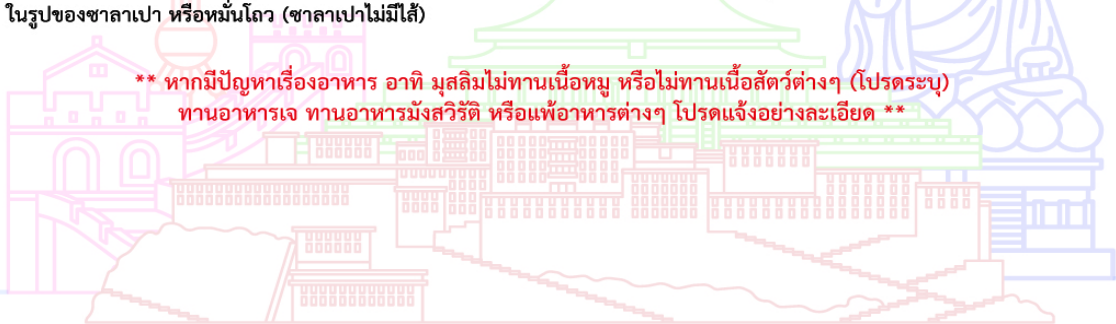 ในรูปของซาลาเปา หรือหมั่นโถว (ซาลาเปาไม่มีไส้)
** หากมีปัญหาเรื่องอาหาร อาทิ มุสลิมไม่ทานเนื้อหมู หรือไม่ทานเนื้อสัตว์ต่างๆ (โปรดระบุ)
ทานอาหารเจ ทานอาหารมังสวิรัติ หรือแพ้อาหารต่างๆ โปรดแจ้งอย่างละเอียด **